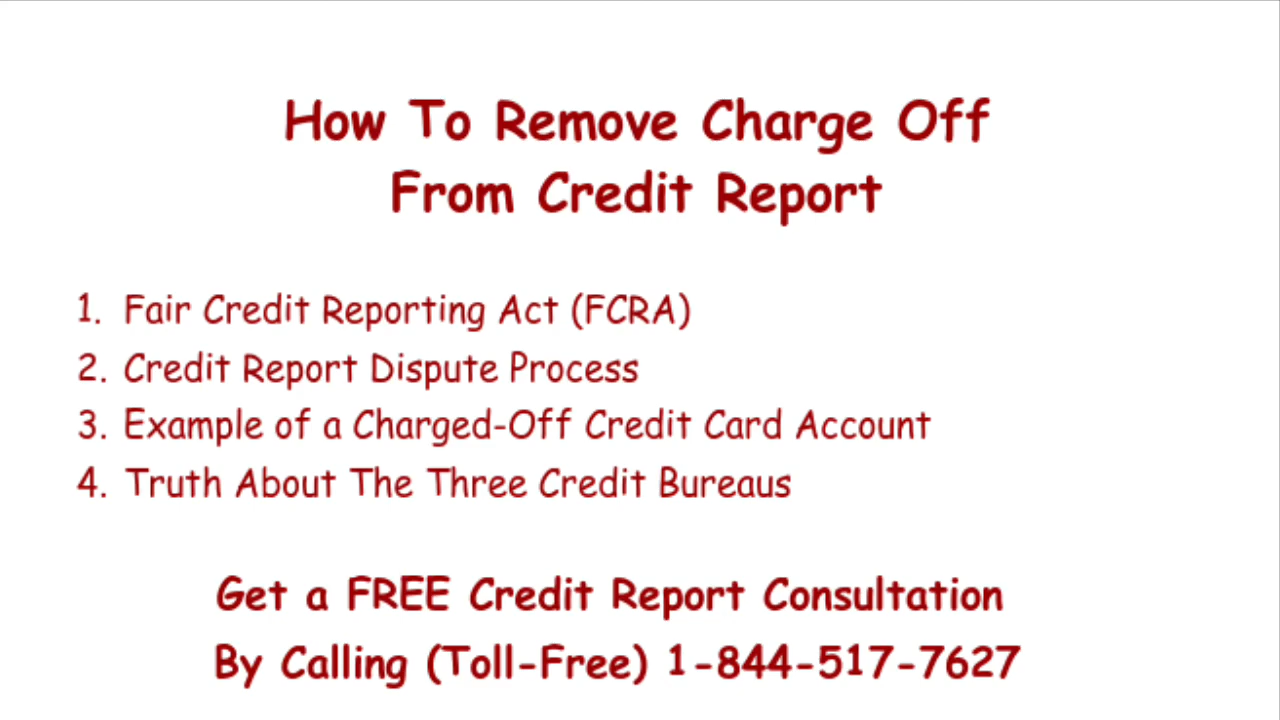 How To Remove Charge Off
From Credit Report
1. Fair Credit Reporting Act (FCRA)
2. Credit Report Dispute Process
3. Example of a Charged-Off Credit Card Account
4. Truth About The Three Credit Bureaus
Get a FREE Credit Report Consultation
By Calling (Toll-Free) 1-844-517-7627